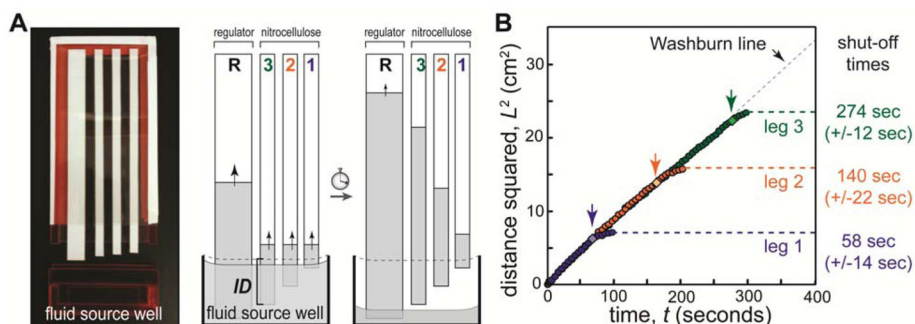 A
fluid source well
regulator nitrocellulose
R 3 2 1
ID
fluid source well
regulator nitrocellulose
R 3 2 1
B
distance squared, L² (cm²)
30
20
10
0
0 100 200 300 400
time, t (seconds)
Washburn line
leg 3
leg 2
leg 1
shut-off
times
274 sec
(+/-12 sec)
140 sec
(+/-22 sec)
58 sec
(+/-14 sec)